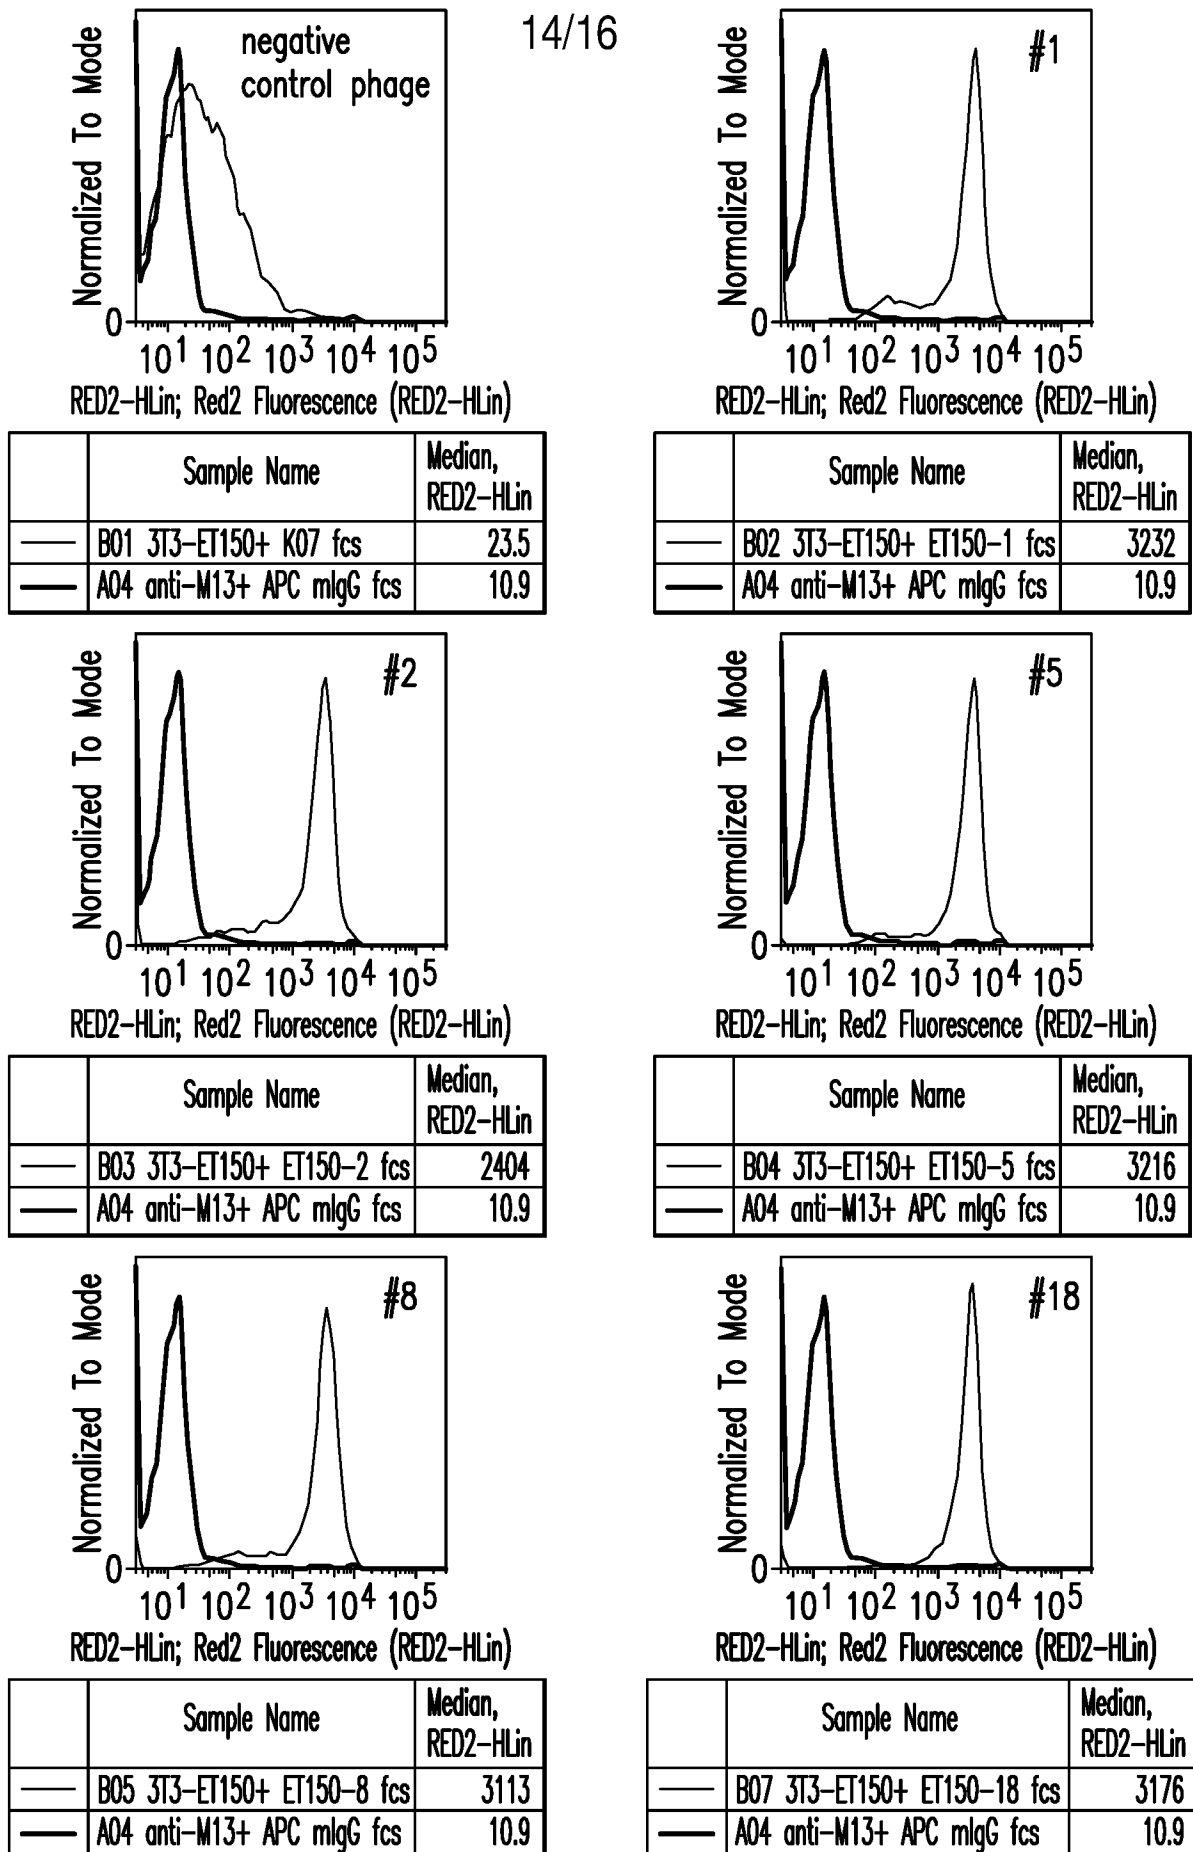 14/16
negative
control phage
Normalized To Mode
0
10^1 10^2 10^3 10^4 10^5
RED2-HLin; Red2 Fluorescence (RED2-HLin)
Sample Name Median, RED2-HLin
B01 3T3-ET150+ K07 fcs 23.5
A04 anti-M13+ APC mIgG fcs 10.9
#1
Normalized To Mode
0
10^1 10^2 10^3 10^4 10^5
RED2-HLin; Red2 Fluorescence (RED2-HLin)
Sample Name Median, RED2-HLin
B02 3T3-ET150+ ET150-1 fcs 3232
A04 anti-M13+ APC mIgG fcs 10.9
#2
Normalized To Mode
0
10^1 10^2 10^3 10^4 10^5
RED2-HLin; Red2 Fluorescence (RED2-HLin)
Sample Name Median, RED2-HLin
B03 3T3-ET150+ ET150-2 fcs 2404
A04 anti-M13+ APC mIgG fcs 10.9
#5
Normalized To Mode
0
10^1 10^2 10^3 10^4 10^5
RED2-HLin; Red2 Fluorescence (RED2-HLin)
Sample Name Median, RED2-HLin
B04 3T3-ET150+ ET150-5 fcs 3216
A04 anti-M13+ APC mIgG fcs 10.9
#8
Normalized To Mode
0
10^1 10^2 10^3 10^4 10^5
RED2-HLin; Red2 Fluorescence (RED2-HLin)
Sample Name Median, RED2-HLin
B05 3T3-ET150+ ET150-8 fcs 3113
A04 anti-M13+ APC mIgG fcs 10.9
#18
Normalized To Mode
0
10^1 10^2 10^3 10^4 10^5
RED2-HLin; Red2 Fluorescence (RED2-HLin)
Sample Name Median, RED2-HLin
B07 3T3-ET150+ ET150-18 fcs 3176
A04 anti-M13+ APC mIgG fcs 10.9